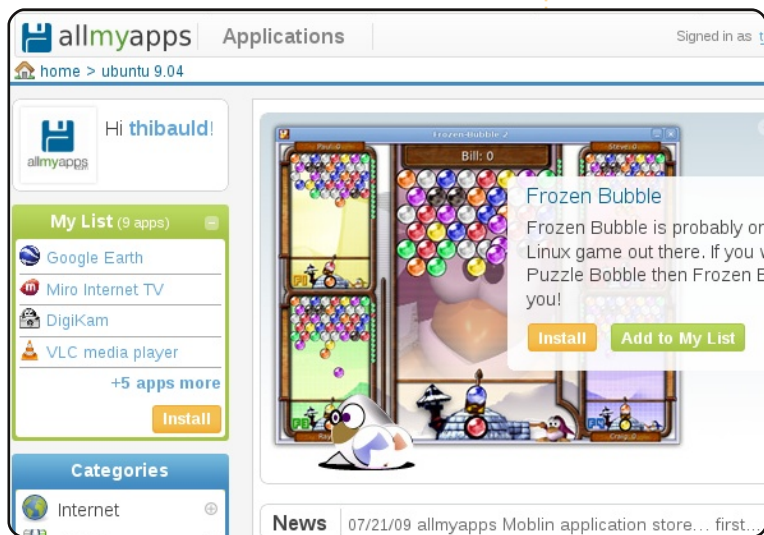 allmyapps Applications Signed in as
home > ubuntu 9.04
Hi thibauld!
allmyapps
My List (9 apps)
Google Earth
Miro Internet TV
DigiKam
VLC media player
+5 apps more
Install
Categories
Internet
Frozen-Bubble 2
Bill: 0
Frozen Bubble
Frozen Bubble is probably
Linux game out there. If you
Puzzle Bobble then Frozen
you!
Install Add to My List
News 07/21/09 allmyapps Moblin application store... first...